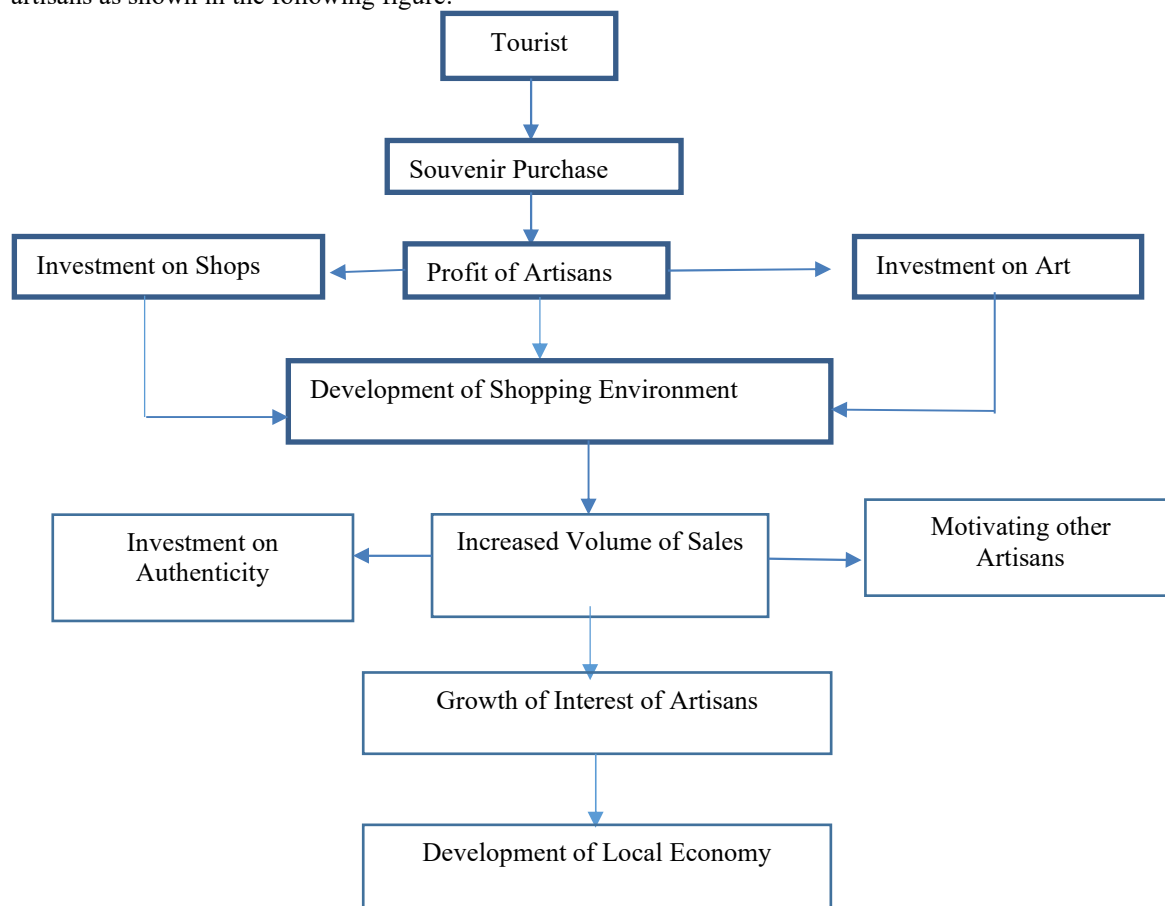 artisans as shown in the following figure.
Tourist
Souvenir Purchase
Investment on Shops
Profit of Artisans
Investment on Art
Development of Shopping Environment
Investment on
Authenticity
Increased Volume of Sales
Motivating other
Artisans
Growth of Interest of Artisans
Development of Local Economy